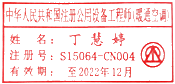 中华人民共和国注册公用设备工程师(暖通空调)
姓 名: 丁慧婷
注册号: S15064-CN004
有效期: 至2022年12月